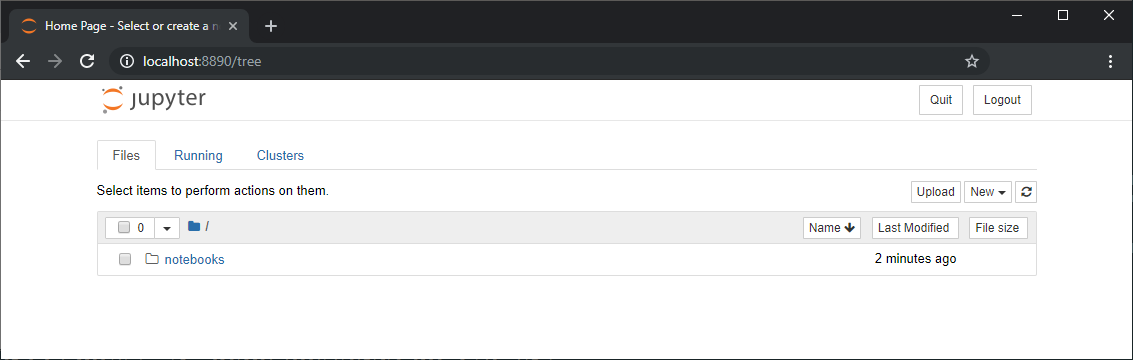 Home Page - Select or create a n
localhost:8890/tree
jupyter
Quit Logout
Files Running Clusters
Select items to perform actions on them.
Upload New
0 / Name Last Modified File size
notebooks 2 minutes ago